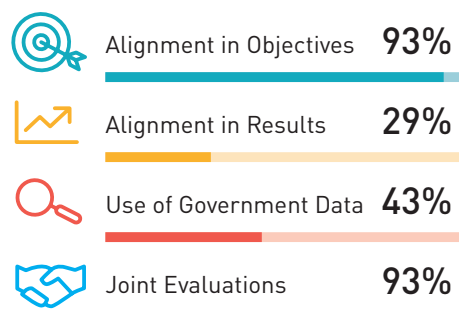 Alignment in Objectives 93%
Alignment in Results 29%
Use of Government Data 43%
Joint Evaluations 93%